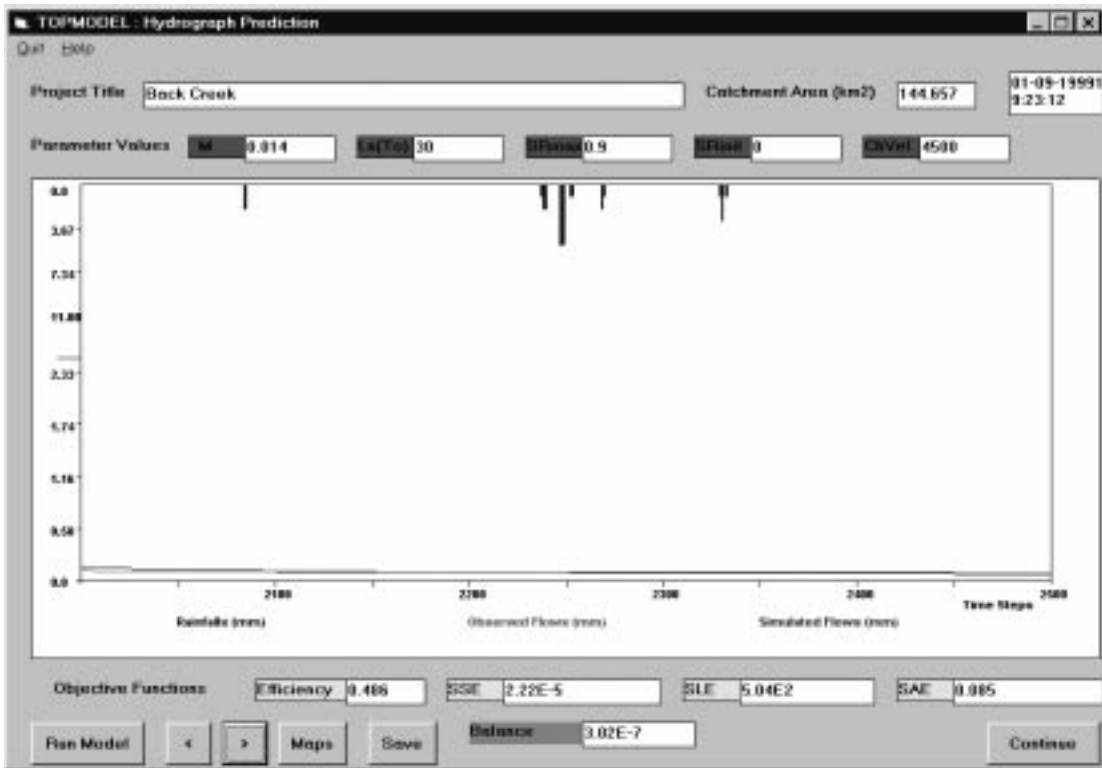 TOPMODEL : Hydrograph Prediction
Quit Help
Project Title Back Creek Catchment Area (km2) 144.657 01-09-19991
9:23:12
Parameter Values M 0.014 Ln(To) 30 SRmax 0.9 SRinit 0 ChVel 4500
0.0
3.67
7.34
11.00
2.33
1.74
1.16
0.58
0.0
2100 2200 2300 2400 2500
Time Steps
Rainfalls (mm) Observed Flows (mm) Simulated Flows (mm)
Objective Functions Efficiency 0.486 SSE 2.22E-5 SLE 5.04E2 SAE 0.085
Run Model < > Maps Save Balance 3.02E-7 Continue